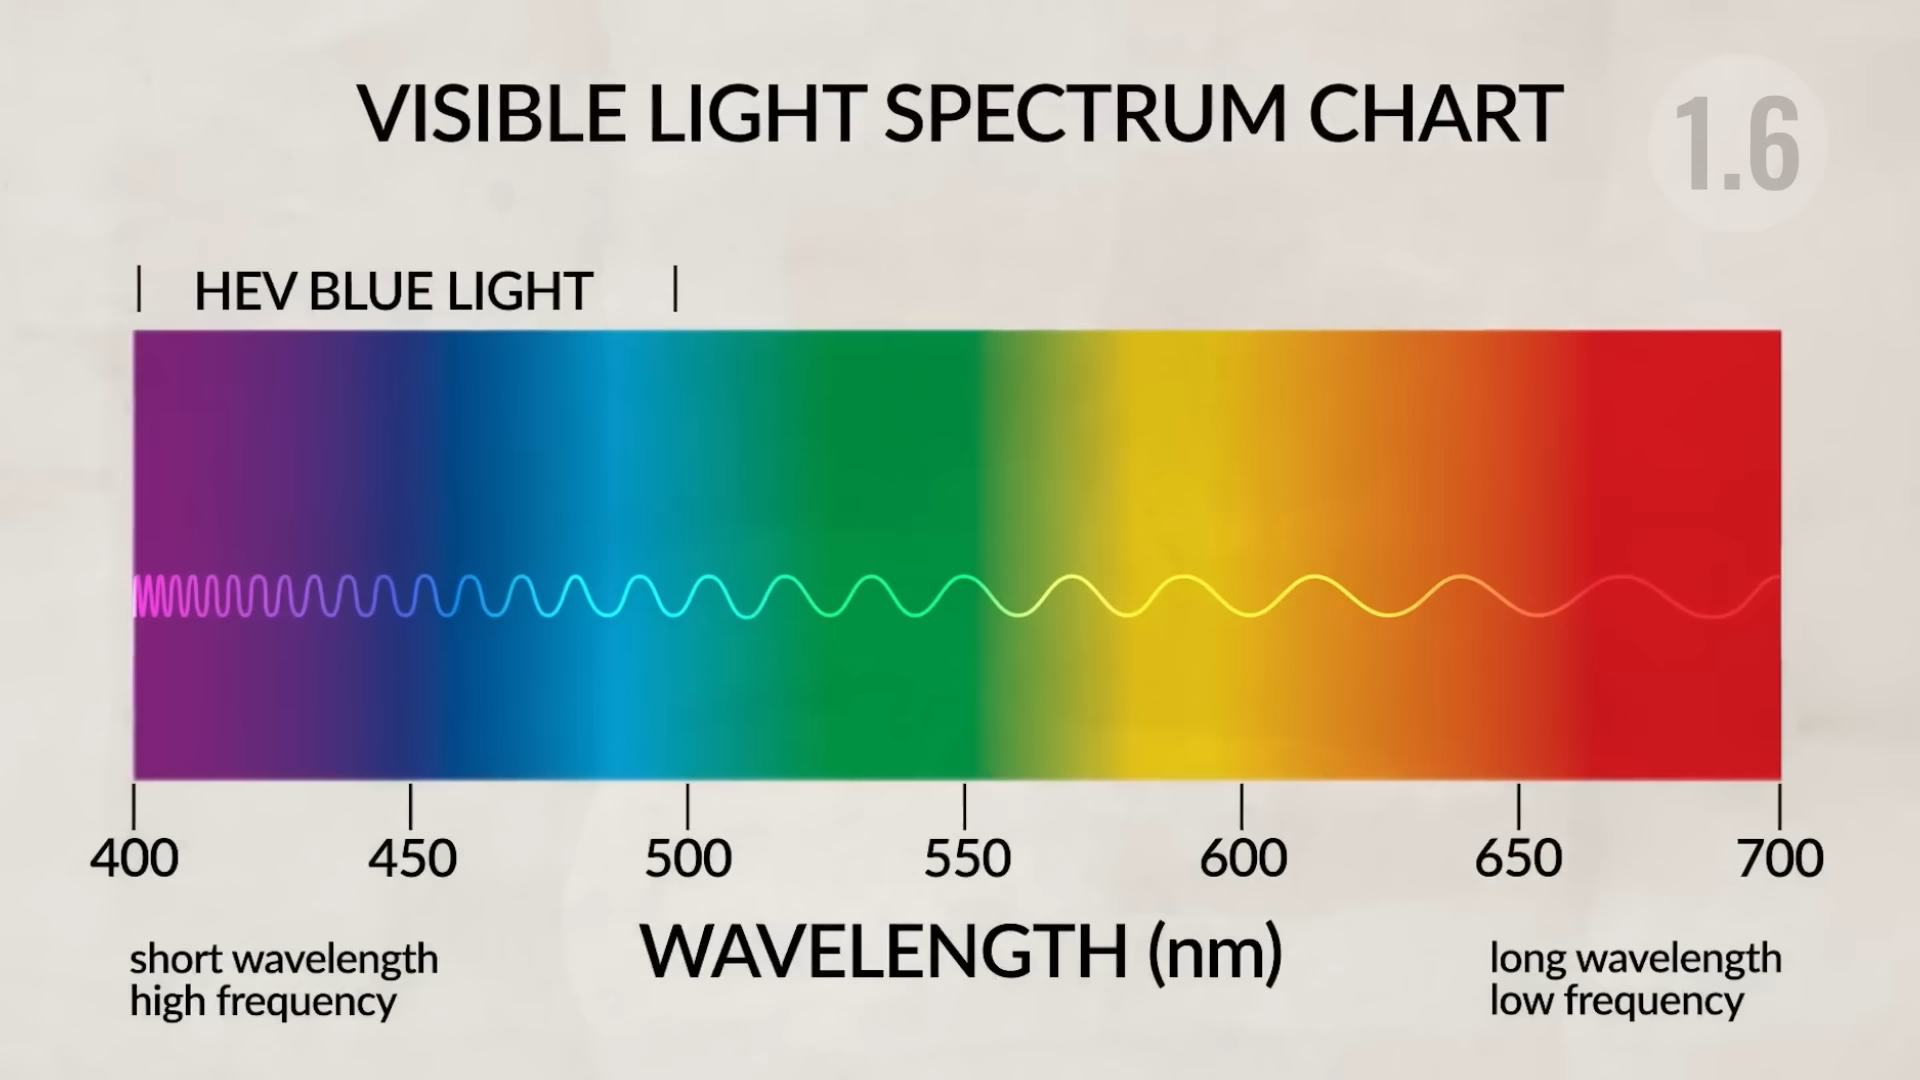 VISIBLE LIGHT SPECTRUM CHART
1.6
HEV BLUE LIGHT
400 450 500 550 600 650 700
WAVELENGTH (nm)
short wavelength
high frequency
long wavelength
low frequency